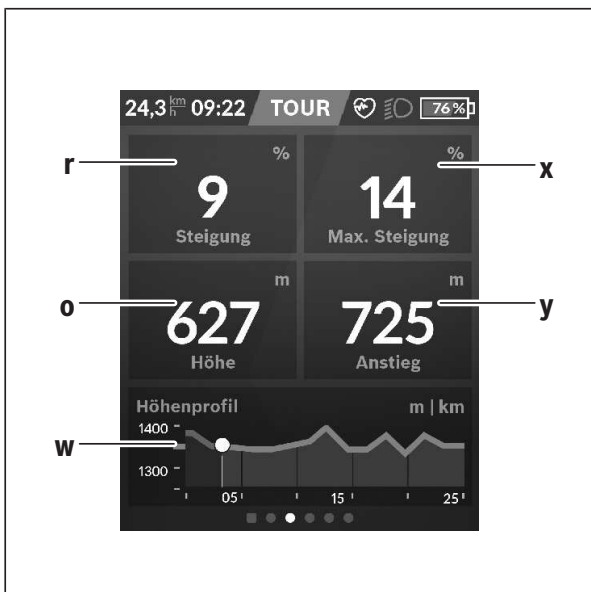 24,3 km/h 09:22 TOUR 76 %
r % % x
9 14
Steigung Max. Steigung
o m m y
627 725
Höhe Anstieg
Höhenprofil m | km
1400
w
1300
05 15 25